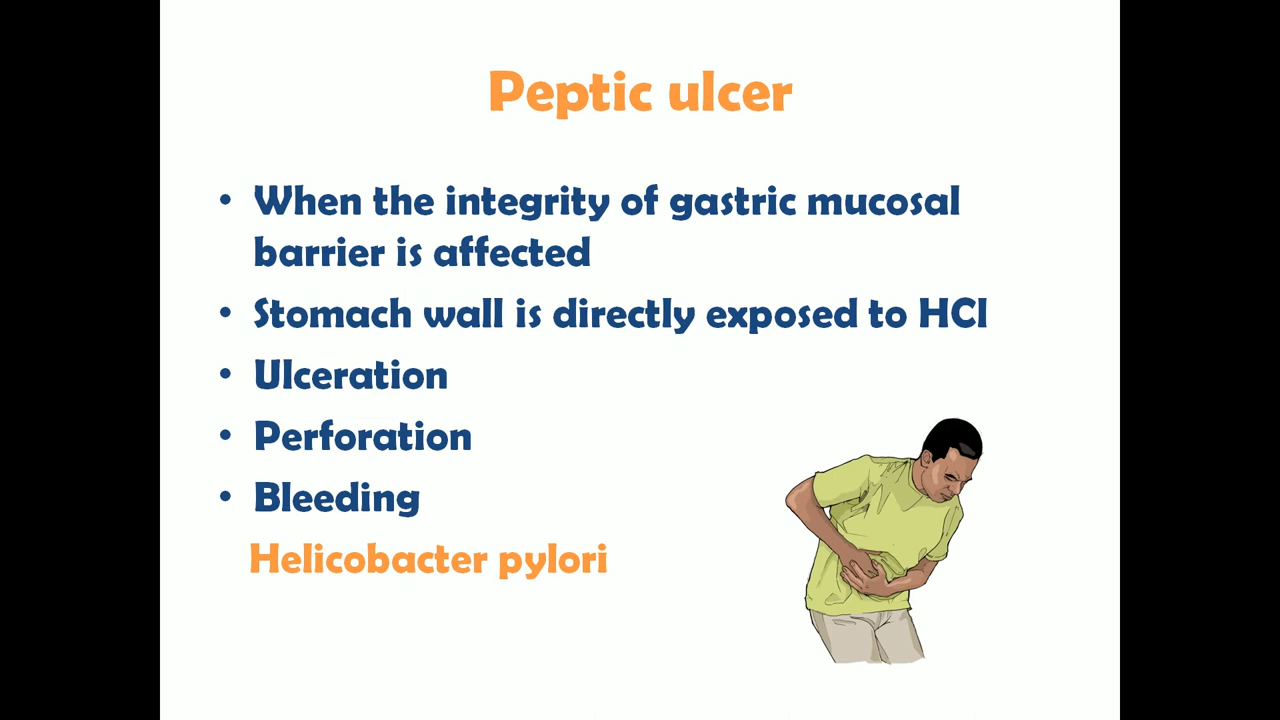 Peptic ulcer
• When the integrity of gastric mucosal
barrier is affected
• Stomach wall is directly exposed to HCl
• Ulceration
• Perforation
• Bleeding
Helicobacter pylori